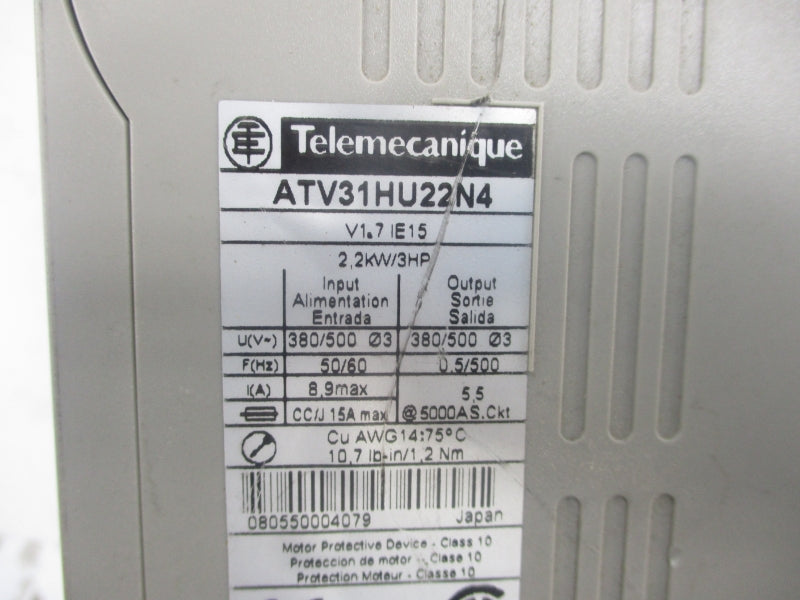 Telemecanique
ATV31HU22N4
V1.7 IE15
2,2kW/3HP
Input Output
Alimentation Sortie
Entrada Salida
U(V~) 380/500 Ø3 380/500 Ø3
F(Hz) 50/60 0,5/500
I(A) 8,9max 5,5
CC/J 15A max @5000AS.Ckt
Cu AWG14:75°C
10,7 lb-in/1,2 Nm
080550004079 Japan
Motor Protective Device - Class 10
Proteccion de motor - Clase 10
Protection Moteur - Classe 10